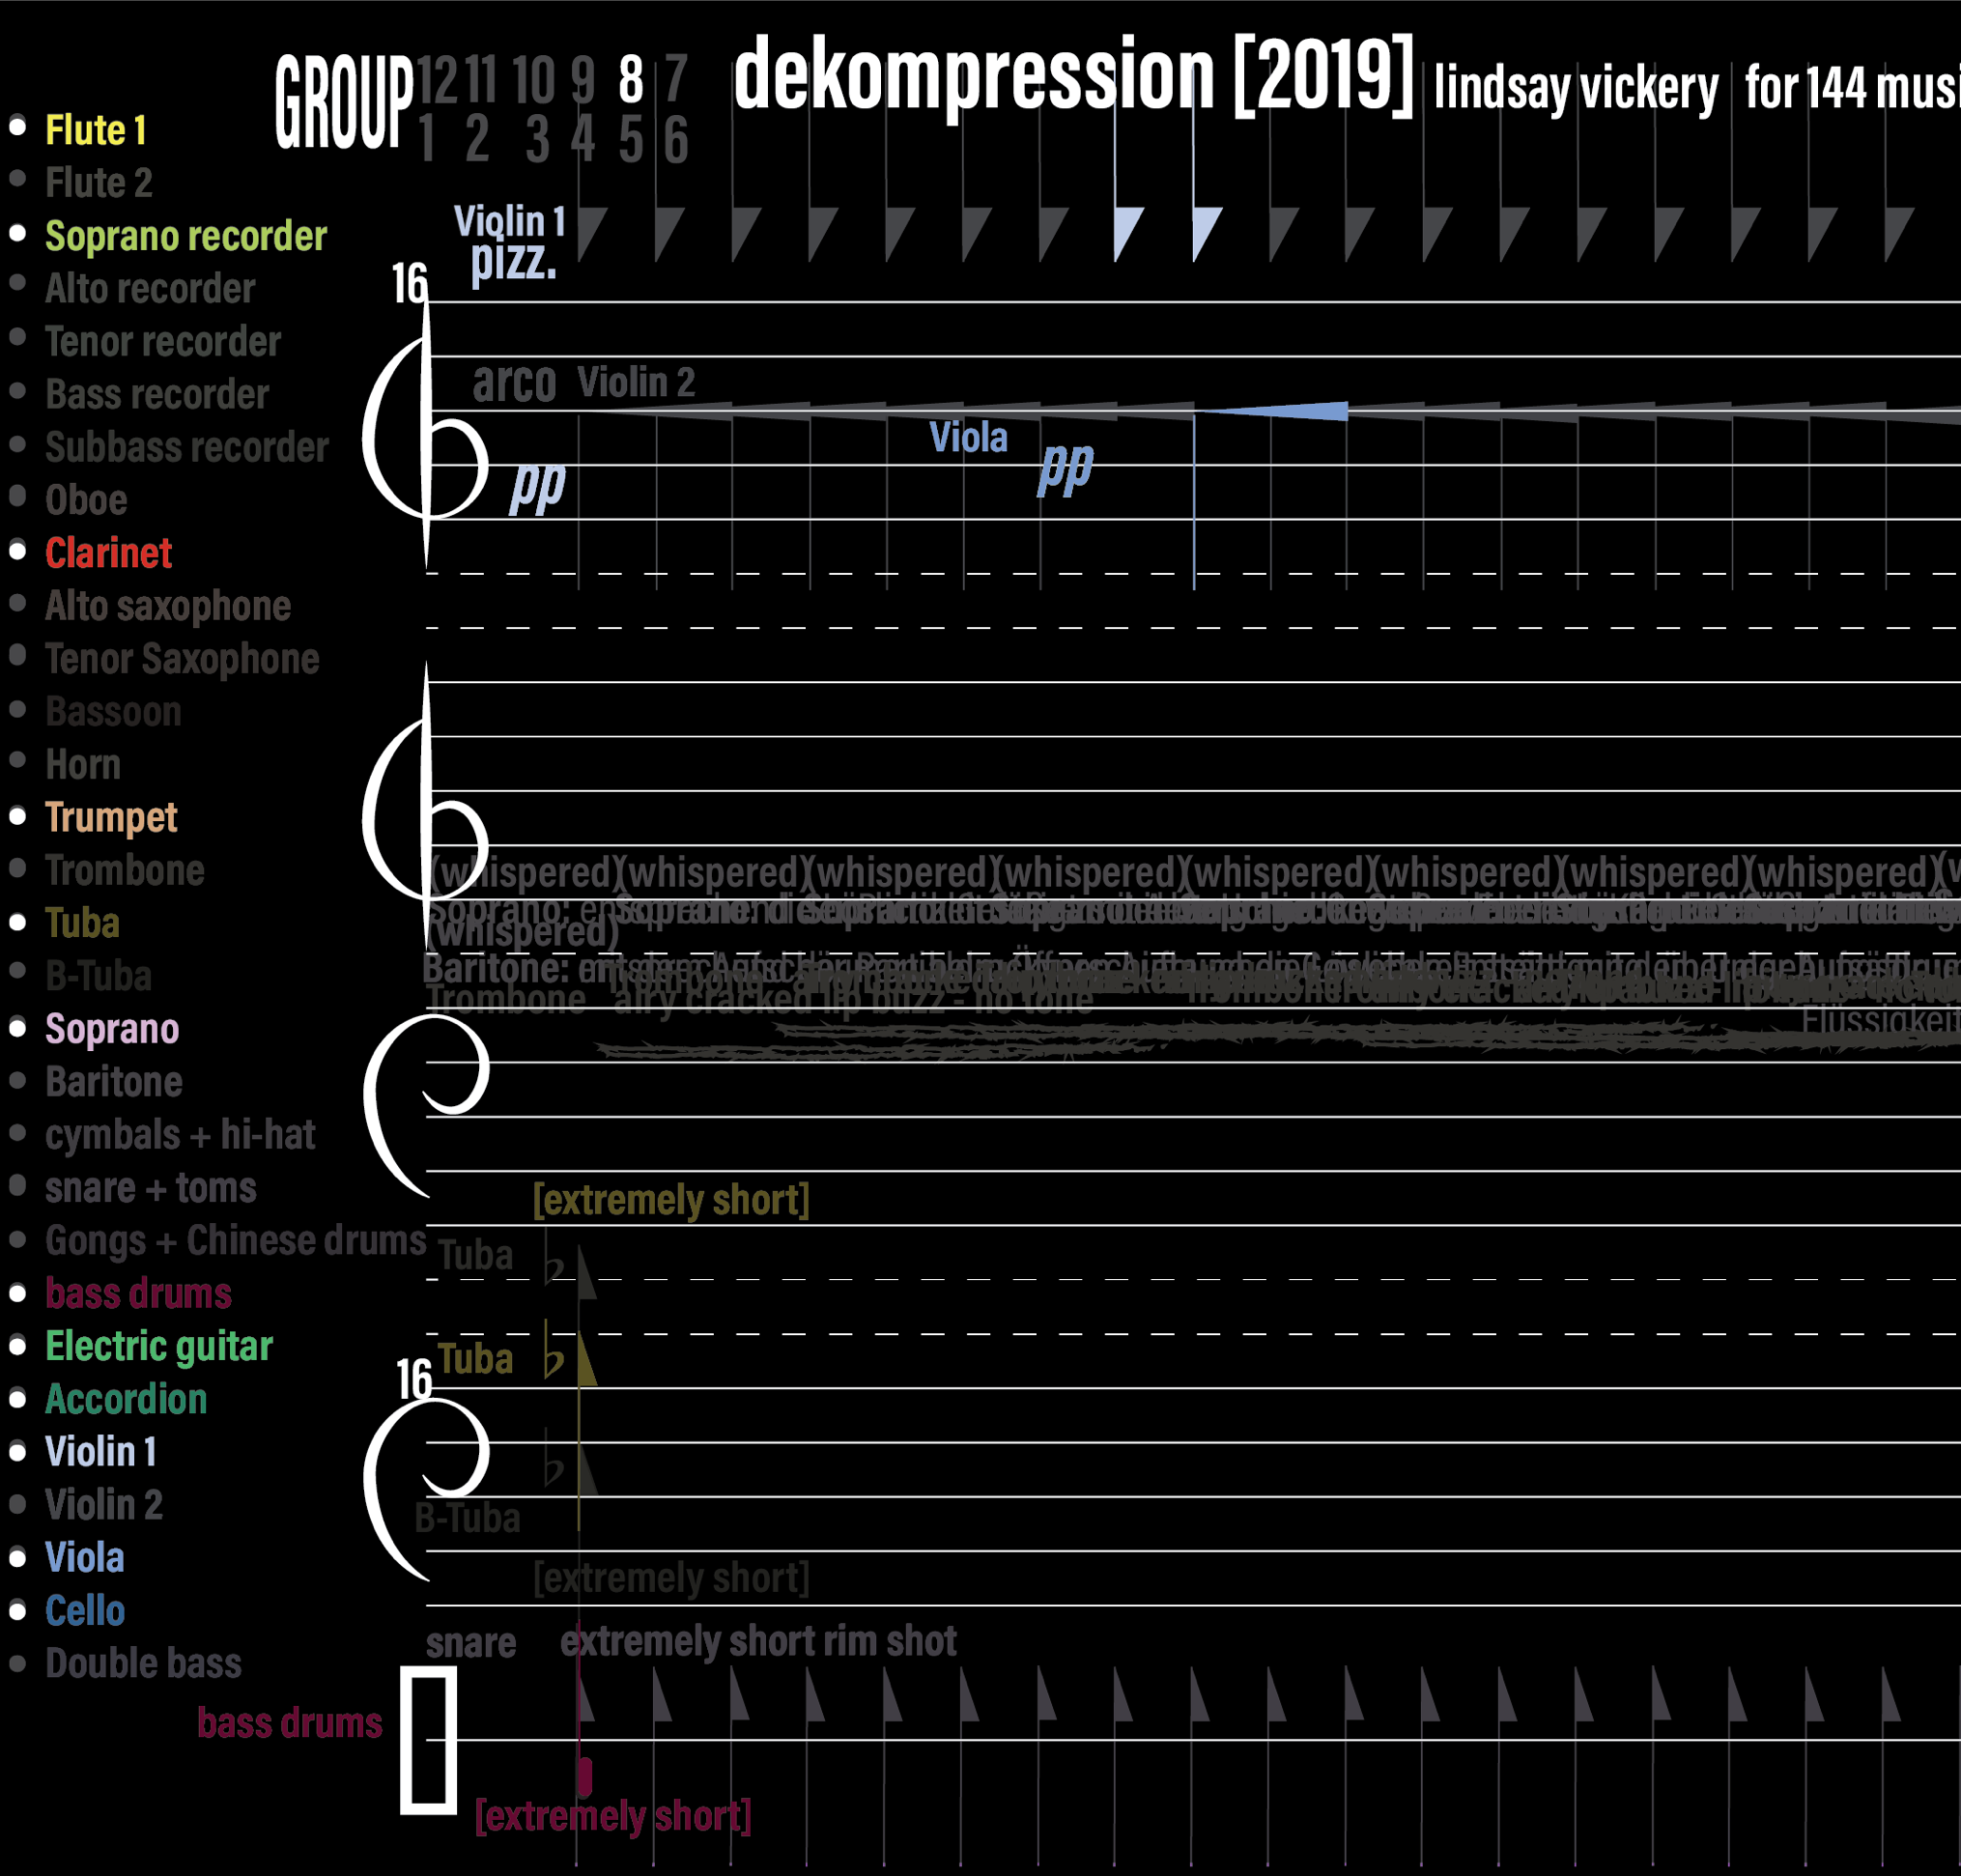 GROUP 12 11 10 9 8 7
1 2 3 4 5 6
dekompression [2019] lindsay vickery for 144 musi
Flute 1
Flute 2
Soprano recorder
Alto recorder
Tenor recorder
Bass recorder
Subbass recorder
Oboe
Clarinet
Alto saxophone
Tenor Saxophone
Bassoon
Horn
Trumpet
Trombone
Tuba
B-Tuba
Soprano
Baritone
cymbals + hi-hat
snare + toms
Gongs + Chinese drums
bass drums
Electric guitar
Accordion
Violin 1
Violin 2
Viola
Cello
Double bass
Violin 1
pizz.
16
arco Violin 2
Viola
pp
pp
(whispered)(whispered)(whispered)(whispered)(whispered)(whispered)(whispered)(whispered)(w
Soprano:
(whispered)
Baritone:
Trombone airy cracked lip buzz - no tone
Flüssigkeit
[extremely short]
Tuba
Tuba
16
B-Tuba
[extremely short]
snare extremely short rim shot
bass drums
[extremely short]